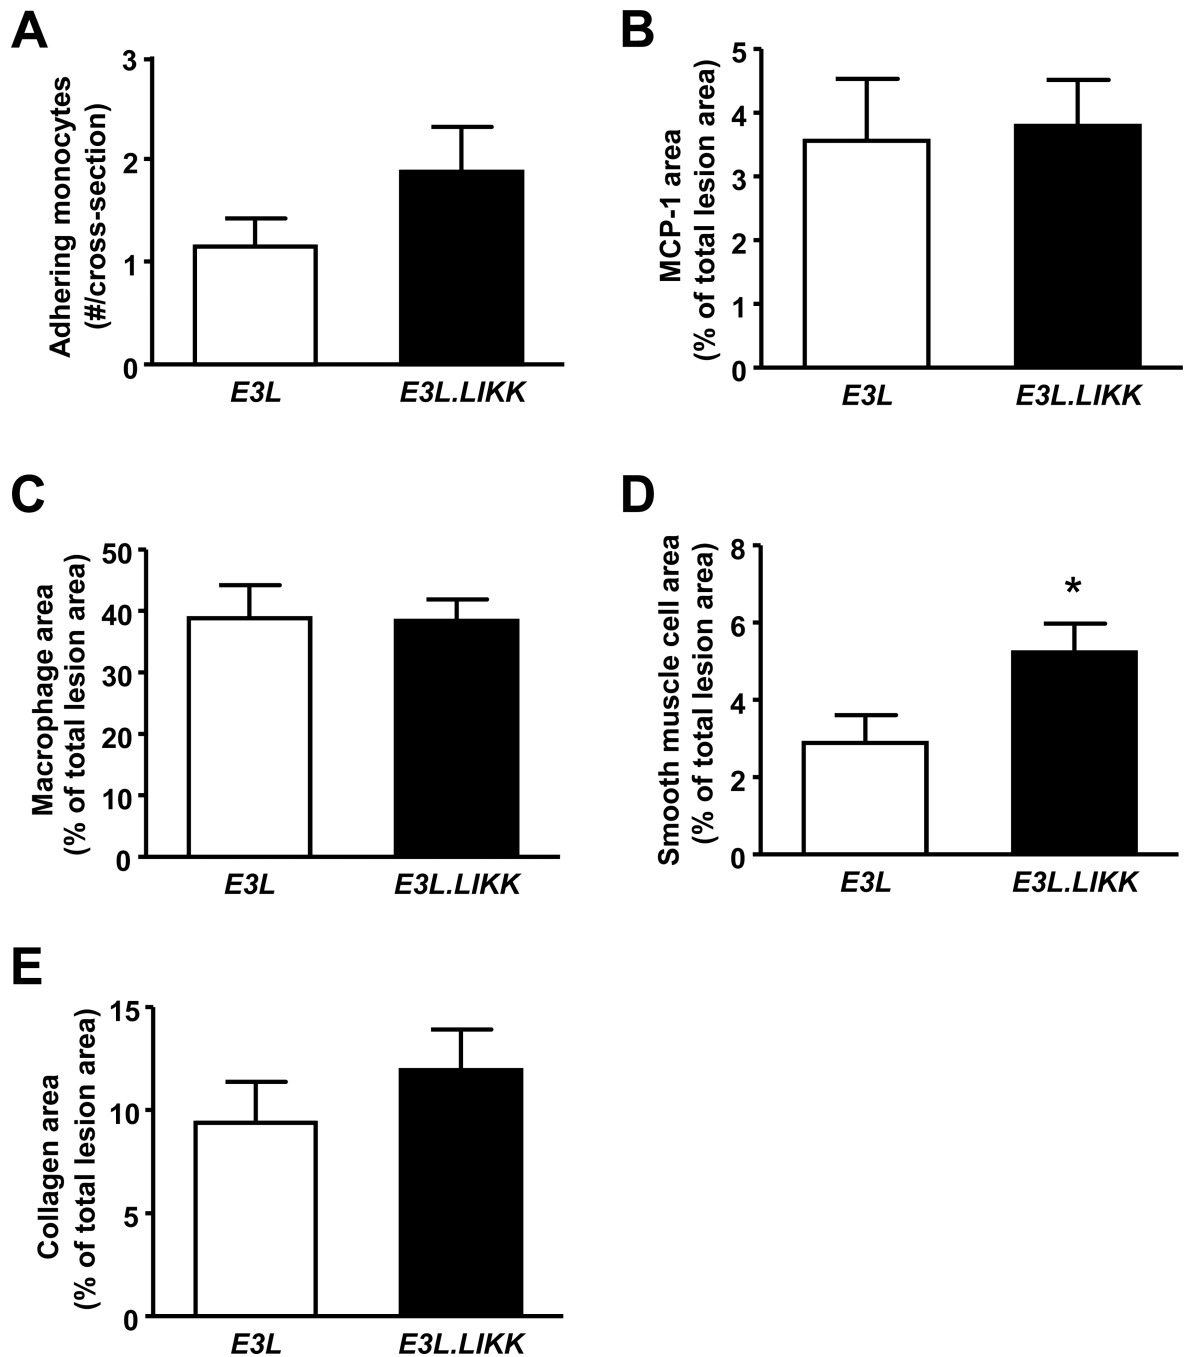 A
Adhering monocytes
(#/cross-section)
3
2
1
0
E3L
E3L.LIKK
B
MCP-1 area
(% of total lesion area)
5
4
3
2
1
0
E3L
E3L.LIKK
C
Macrophage area
(% of total lesion area)
50
40
30
20
10
0
E3L
E3L.LIKK
D
Smooth muscle cell area
(% of total lesion area)
8
6
4
2
0
*
E3L
E3L.LIKK
E
Collagen area
(% of total lesion area)
15
10
5
0
E3L
E3L.LIKK